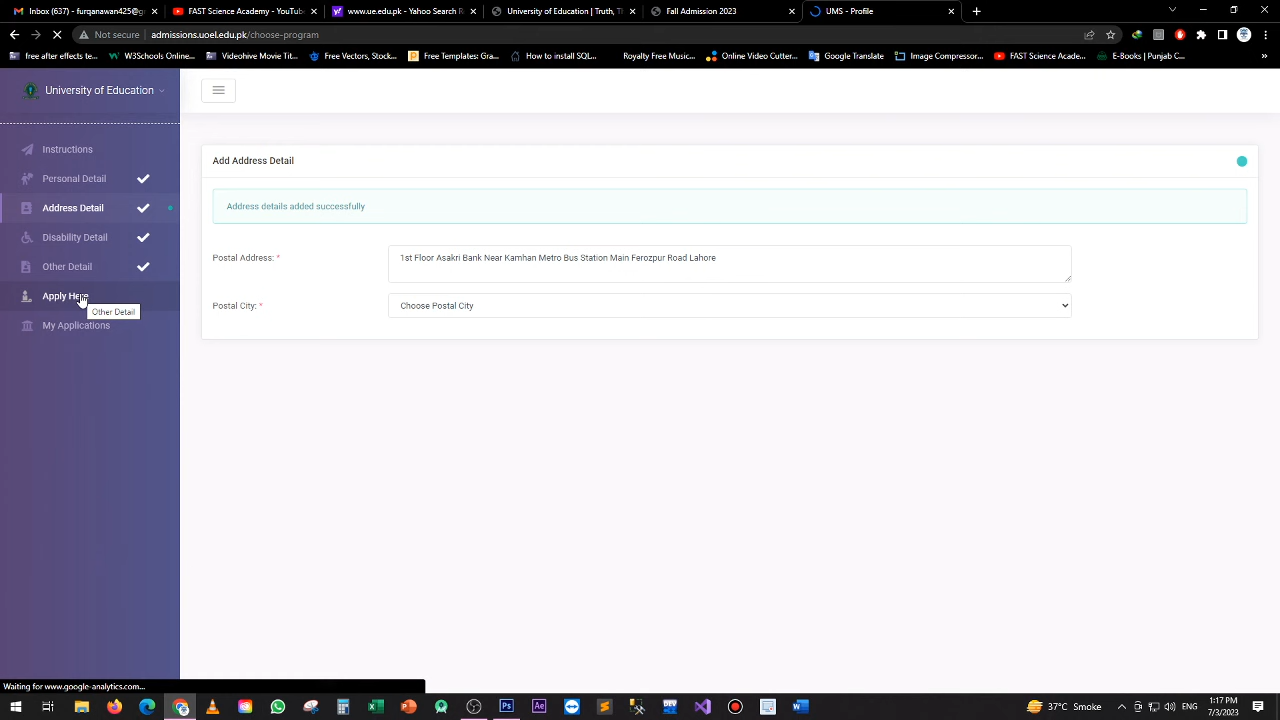 Inbox (637) - furqanawan425@g
FAST Science Academy - YouTub
www.ue.edu.pk - Yahoo Search R
University of Education | Truth, Th
Fall Admission 2023
UMS - Profile
Not secure
admissions.uoel.edu.pk/choose-program
free after effects te...
W3Schools Online...
Videohive Movie Tit...
Free Vectors, Stock...
Free Templates: Gra...
How to install SQL...
Royalty Free Music...
Online Video Cutter...
Google Translate
Image Compressor...
FAST Science Acade...
E-Books | Punjab C...
»
University of Education
Instructions
Personal Detail
Address Detail
Disability Detail
Other Detail
Apply Here
Other Detail
My Applications
Add Address Detail
Address details added successfully
Postal Address: *
1st Floor Asakri Bank Near Kamhan Metro Bus Station Main Ferozpur Road Lahore
Postal City: *
Choose Postal City
Waiting for www.google-analytics.com...
37°C Smoke
ENG
1:17 PM
7/3/2023